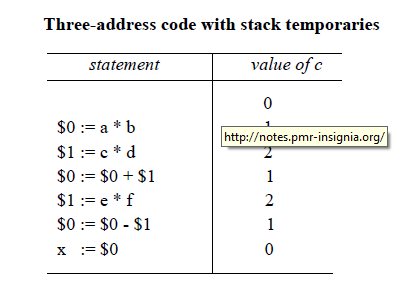 Three-address code with stack temporaries
statement value of c
0
$0 := a * b
http://notes.pmr-insignia.org/
$1 := c * d 2
$0 := $0 + $1 1
$1 := e * f 2
$0 := $0 - $1 1
x := $0 0